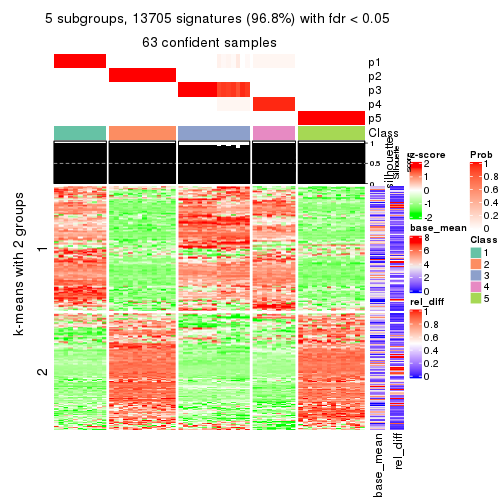 5 subgroups, 13705 signatures (96.8%) with fdr < 0.05
63 confident samples
p1
p2
p3
p4
p5
Class
1
0.5
0
silhouette
Silhouette score
k-means with 2 groups
1
2
base_mean
rel_diff
z-score
2
1
0
-1
-2
base_mean
8
6
4
2
0
rel_diff
1
0.8
0.6
0.4
0.2
0
Prob
1
0.8
0.6
0.4
0.2
0
Class
1
2
3
4
5